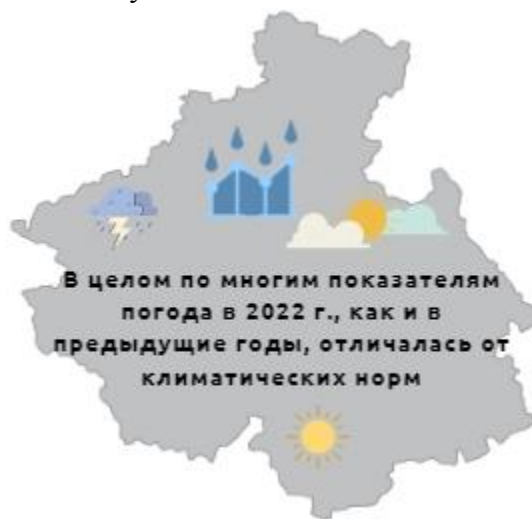 В целом по многим показателям
погода в 2022 г., как и в
предыдущие годы, отличалась от
климатических норм